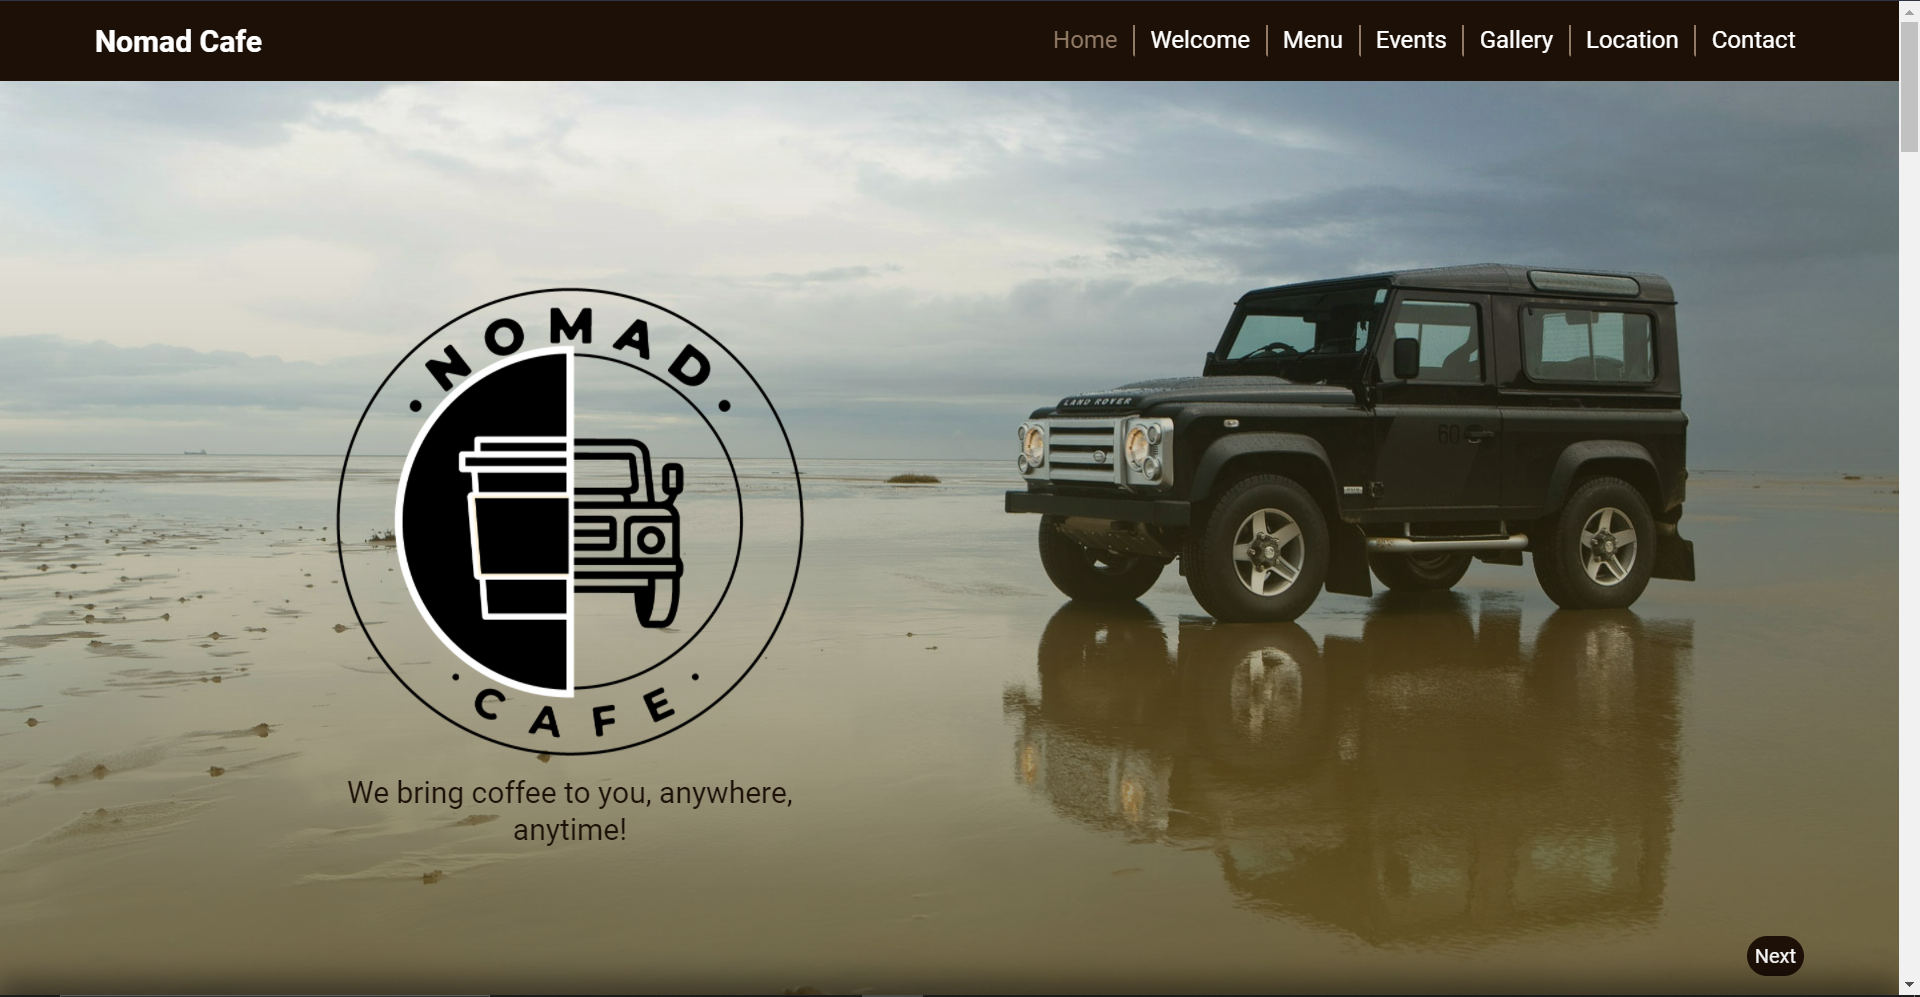 Nomad Cafe
Home
Welcome
Menu
Events
Gallery
Location
Contact
NOMAD
CAFE
LAND ROVER
60
We bring coffee to you, anywhere,
anytime!
Next